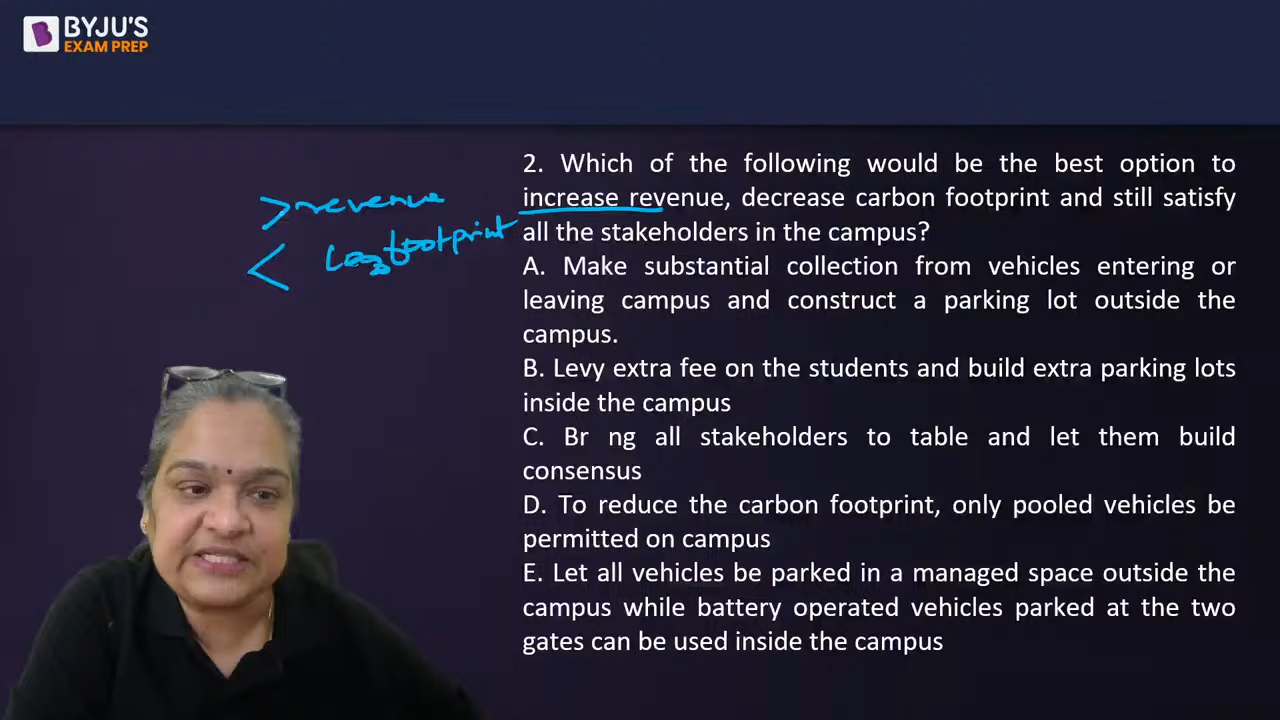 BYJU'S
EXAM PREP
2. Which of the following would be the best option to
increase revenue, decrease carbon footprint and still satisfy
all the stakeholders in the campus?
A. Make substantial collection from vehicles entering or
leaving campus and construct a parking lot outside the
campus.
B. Levy extra fee on the students and build extra parking lots
inside the campus
C. Br ng all stakeholders to table and let them build
consensus
D. To reduce the carbon footprint, only pooled vehicles be
permitted on campus
E. Let all vehicles be parked in a managed space outside the
campus while battery operated vehicles parked at the two
gates can be used inside the campus
> revenue
< footprint